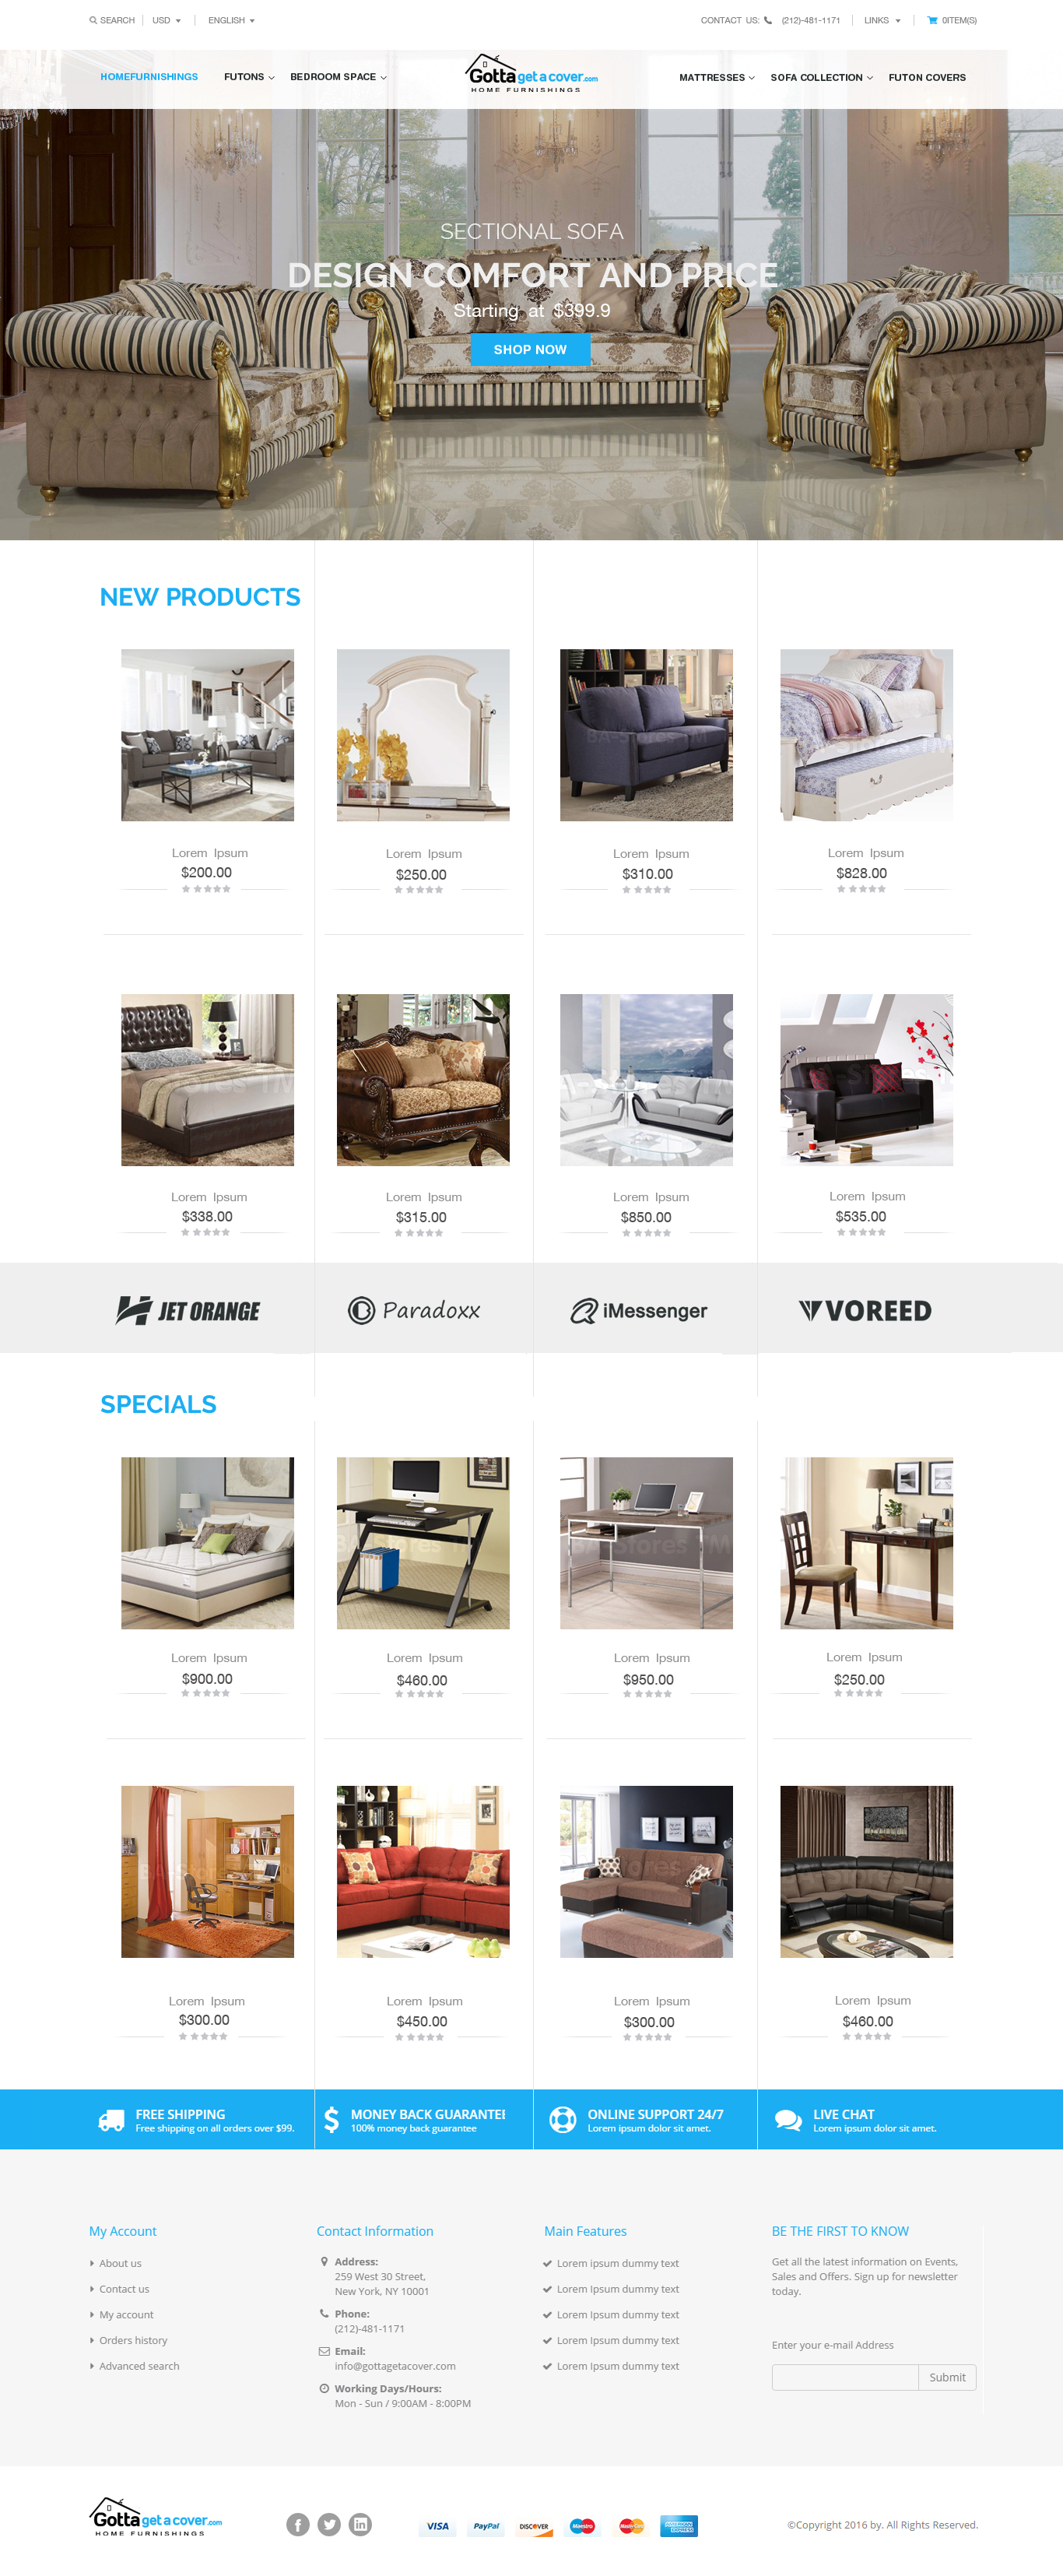 SEARCH USD ENGLISH CONTACT US: (212)-481-1171 LINKS 0ITEM(S)
HOMEFURNISHINGS FUTONS BEDROOM SPACE Gotta get a cover.com MATTRESSES SOFA COLLECTION FUTON COVERS
HOME FURNISHINGS
SECTIONAL SOFA
DESIGN COMFORT AND PRICE
Starting at $399.9
SHOP NOW
NEW PRODUCTS
Lorem Ipsum Lorem Ipsum Lorem Ipsum Lorem Ipsum
$200.00 $250.00 $310.00 $828.00
Lorem Ipsum Lorem Ipsum Lorem Ipsum Lorem Ipsum
$338.00 $315.00 $850.00 $535.00
JET ORANGE Paradoxx iMessenger VOREED
SPECIALS
Lorem Ipsum Lorem Ipsum Lorem Ipsum Lorem Ipsum
$900.00 $460.00 $950.00 $250.00
Lorem Ipsum Lorem Ipsum Lorem Ipsum Lorem Ipsum
$300.00 $450.00 $300.00 $460.00
FREE SHIPPING
Free shipping on all orders over $99.
MONEY BACK GUARANTEE
100% money back guarantee
ONLINE SUPPORT 24/7
Lorem ipsum dolor sit amet.
LIVE CHAT
Lorem ipsum dolor sit amet.
My Account
About us
Contact us
My account
Orders history
Advanced search
Contact Information
Address:
259 West 30 Street,
New York, NY 10001
Phone:
(212)-481-1171
Email:
info@gottagetacover.com
Working Days/Hours:
Mon - Sun / 9:00AM - 8:00PM
Main Features
Lorem ipsum dummy text
Lorem Ipsum dummy text
Lorem Ipsum dummy text
Lorem Ipsum dummy text
Lorem Ipsum dummy text
BE THE FIRST TO KNOW
Get all the latest information on Events,
Sales and Offers. Sign up for newsletter
today.
Enter your e-mail Address
Submit
Gotta get a cover.com
HOME FURNISHINGS
VISA PayPal DISCOVER Maestro MasterCard AMERICAN EXPRESS
©Copyright 2016 by. All Rights Reserved.